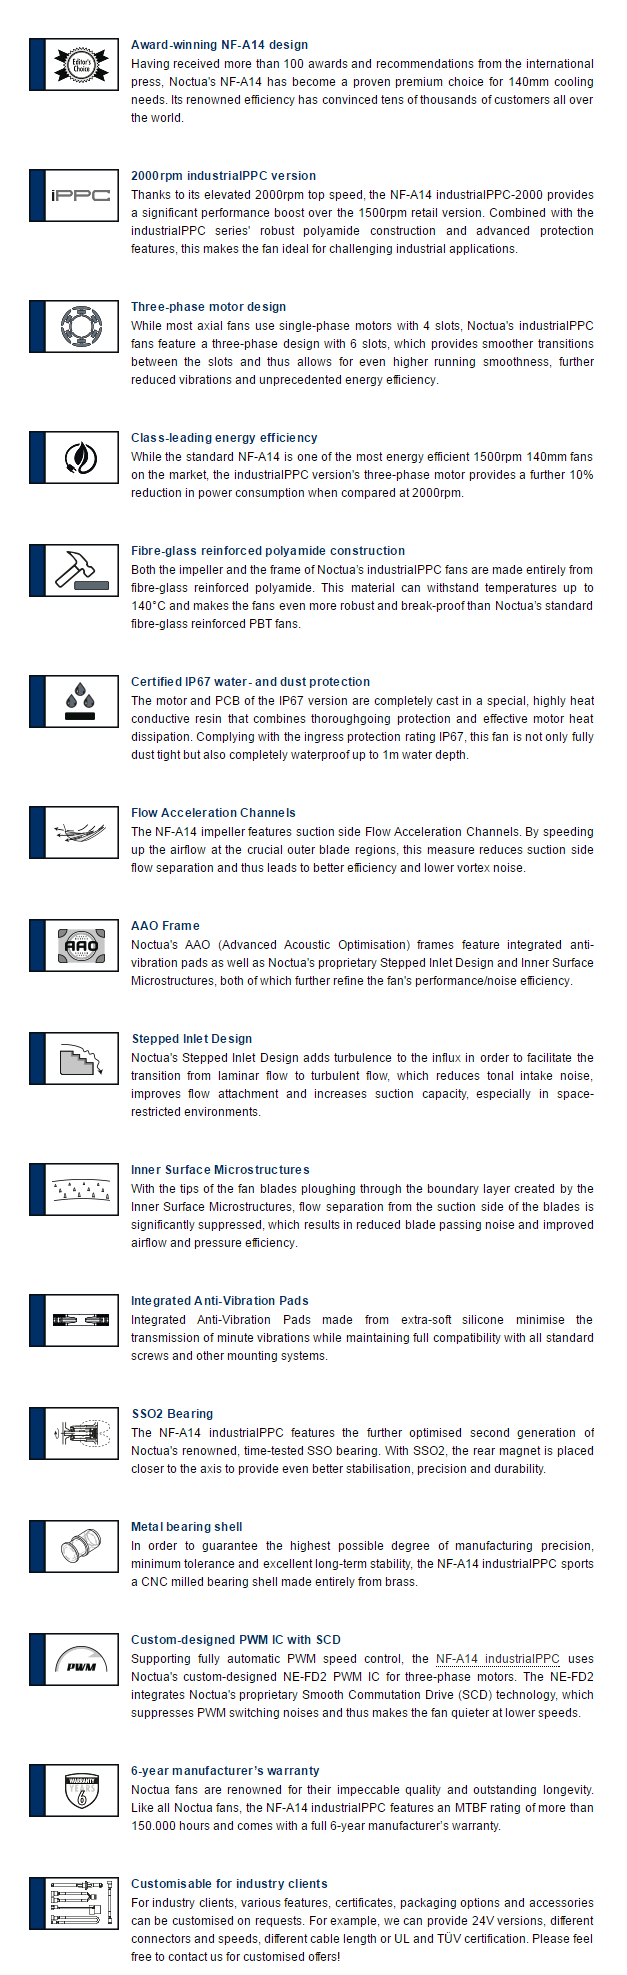 Editor's
Choice
Award-winning NF-A14 design
Having received more than 100 awards and recommendations from the international
press, Noctua's NF-A14 has become a proven premium choice for 140mm cooling
needs. Its renowned efficiency has convinced tens of thousands of customers all over
the world.
iPPC
2000rpm industrialPPC version
Thanks to its elevated 2000rpm top speed, the NF-A14 industrialPPC-2000 provides
a significant performance boost over the 1500rpm retail version. Combined with the
industrialPPC series' robust polyamide construction and advanced protection
features, this makes the fan ideal for challenging industrial applications.
Three-phase motor design
While most axial fans use single-phase motors with 4 slots, Noctua's industrialPPC
fans feature a three-phase design with 6 slots, which provides smoother transitions
between the slots and thus allows for even higher running smoothness, further
reduced vibrations and unprecedented energy efficiency.
Class-leading energy efficiency
While the standard NF-A14 is one of the most energy efficient 1500rpm 140mm fans
on the market, the industrialPPC version's three-phase motor provides a further 10%
reduction in power consumption when compared at 2000rpm.
Fibre-glass reinforced polyamide construction
Both the impeller and the frame of Noctua's industrialPPC fans are made entirely from
fibre-glass reinforced polyamide. This material can withstand temperatures up to
140°C and makes the fans even more robust and break-proof than Noctua's standard
fibre-glass reinforced PBT fans.
Certified IP67 water- and dust protection
The motor and PCB of the IP67 version are completely cast in a special, highly heat
conductive resin that combines thoroughgoing protection and effective motor heat
dissipation. Complying with the ingress protection rating IP67, this fan is not only fully
dust tight but also completely waterproof up to 1m water depth.
Flow Acceleration Channels
The NF-A14 impeller features suction side Flow Acceleration Channels. By speeding
up the airflow at the crucial outer blade regions, this measure reduces suction side
flow separation and thus leads to better efficiency and lower vortex noise.
AAO
AAO Frame
Noctua's AAO (Advanced Acoustic Optimisation) frames feature integrated anti-
vibration pads as well as Noctua's proprietary Stepped Inlet Design and Inner Surface
Microstructures, both of which further refine the fan's performance/noise efficiency.
Stepped Inlet Design
Noctua's Stepped Inlet Design adds turbulence to the influx in order to facilitate the
transition from laminar flow to turbulent flow, which reduces tonal intake noise,
improves flow attachment and increases suction capacity, especially in space-
restricted environments.
Inner Surface Microstructures
With the tips of the fan blades ploughing through the boundary layer created by the
Inner Surface Microstructures, flow separation from the suction side of the blades is
significantly suppressed, which results in reduced blade passing noise and improved
airflow and pressure efficiency.
Integrated Anti-Vibration Pads
Integrated Anti-Vibration Pads made from extra-soft silicone minimise the
transmission of minute vibrations while maintaining full compatibility with all standard
screws and other mounting systems.
SSO2 Bearing
The NF-A14 industrialPPC features the further optimised second generation of
Noctua's renowned, time-tested SSO bearing. With SSO2, the rear magnet is placed
closer to the axis to provide even better stabilisation, precision and durability.
Metal bearing shell
In order to guarantee the highest possible degree of manufacturing precision,
minimum tolerance and excellent long-term stability, the NF-A14 industrialPPC sports
a CNC milled bearing shell made entirely from brass.
PWM
Custom-designed PWM IC with SCD
Supporting fully automatic PWM speed control, the NF-A14 industrialPPC uses
Noctua's custom-designed NE-FD2 PWM IC for three-phase motors. The NE-FD2
integrates Noctua's proprietary Smooth Commutation Drive (SCD) technology, which
suppresses PWM switching noises and thus makes the fan quieter at lower speeds.
WARRANTY
YEARS
6
6-year manufacturer's warranty
Noctua fans are renowned for their impeccable quality and outstanding longevity.
Like all Noctua fans, the NF-A14 industrialPPC features an MTBF rating of more than
150.000 hours and comes with a full 6-year manufacturer's warranty.
Customisable for industry clients
For industry clients, various features, certificates, packaging options and accessories
can be customised on requests. For example, we can provide 24V versions, different
connectors and speeds, different cable length or UL and TÜV certification. Please feel
free to contact us for customised offers!